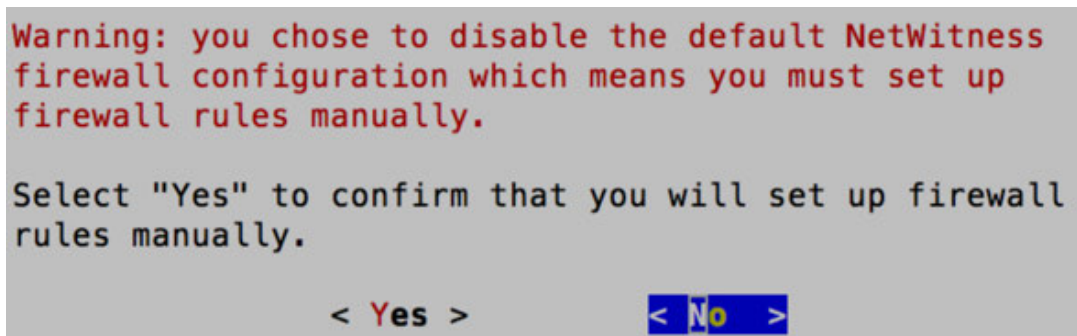 Warning: you chose to disable the default NetWitness
firewall configuration which means you must set up
firewall rules manually.
Select "Yes" to confirm that you will set up firewall
rules manually.
< Yes > < No >